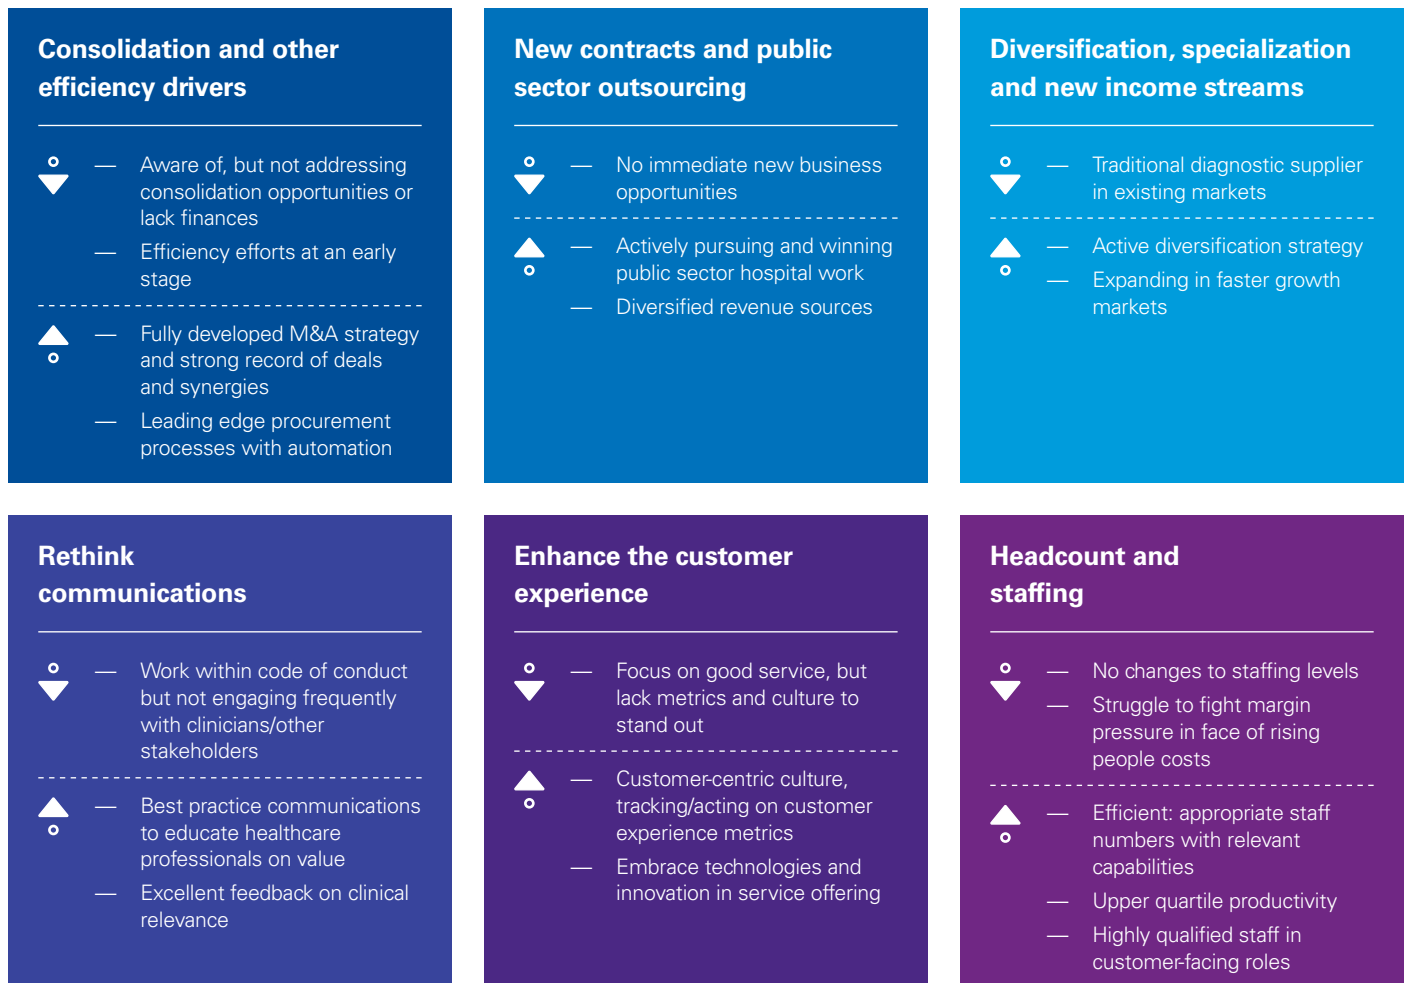 Consolidation and other
efficiency drivers
— Aware of, but not addressing
consolidation opportunities or
lack finances
— Efficiency efforts at an early
stage
— Fully developed M&A strategy
and strong record of deals
and synergies
— Leading edge procurement
processes with automation
New contracts and public
sector outsourcing
— No immediate new business
opportunities
— Actively pursuing and winning
public sector hospital work
— Diversified revenue sources
Diversification, specialization
and new income streams
— Traditional diagnostic supplier
in existing markets
— Active diversification strategy
— Expanding in faster growth
markets
Rethink
communications
— Work within code of conduct
but not engaging frequently
with clinicians/other
stakeholders
— Best practice communications
to educate healthcare
professionals on value
— Excellent feedback on clinical
relevance
Enhance the customer
experience
— Focus on good service, but
lack metrics and culture to
stand out
— Customer-centric culture,
tracking/acting on customer
experience metrics
— Embrace technologies and
innovation in service offering
Headcount and
staffing
— No changes to staffing levels
— Struggle to fight margin
pressure in face of rising
people costs
— Efficient: appropriate staff
numbers with relevant
capabilities
— Upper quartile productivity
— Highly qualified staff in
customer-facing roles